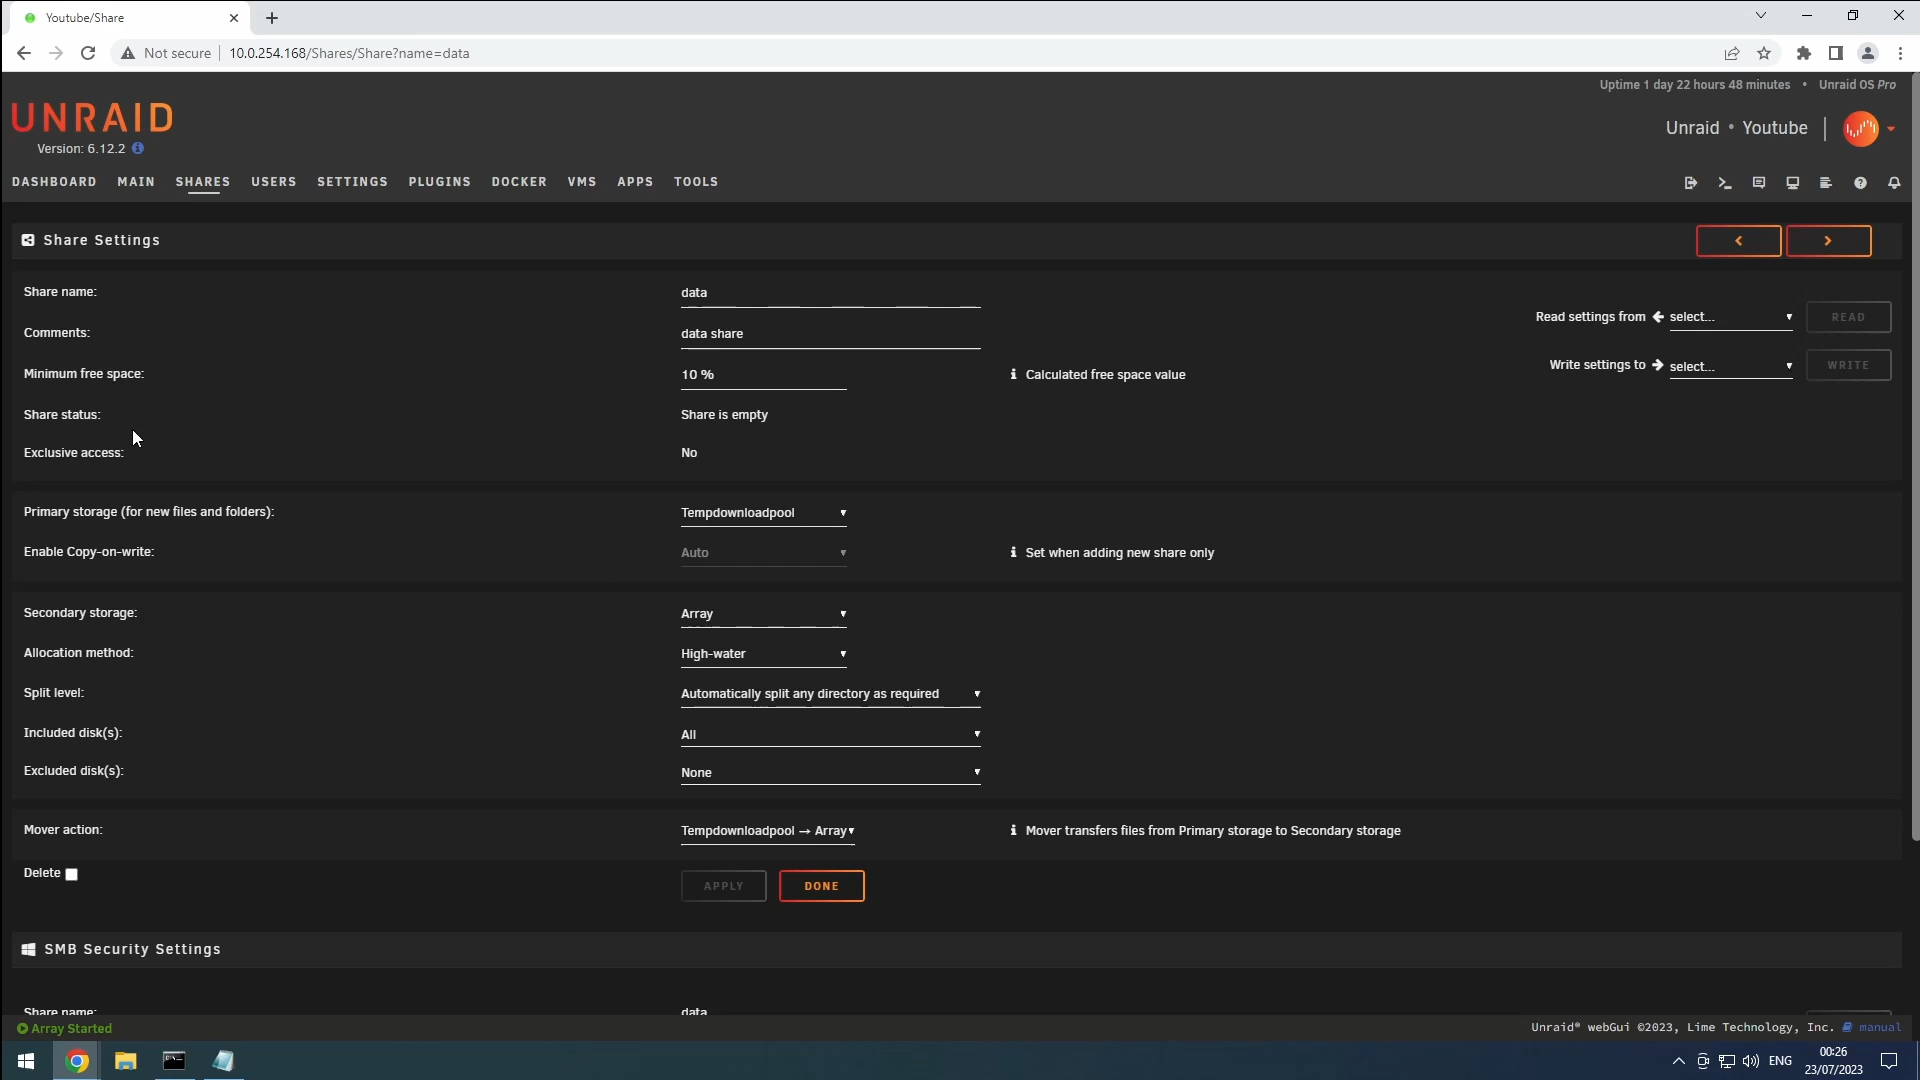 Youtube/Share
Not secure
10.0.254.168/Shares/Share?name=data
Uptime 1 day 22 hours 48 minutes • Unraid OS Pro
UNRAID
Version: 6.12.2
Unraid • Youtube
DASHBOARD MAIN SHARES USERS SETTINGS PLUGINS DOCKER VMS APPS TOOLS
Share Settings
Share name: data
Read settings from select... READ
Comments: data share
Write settings to select... WRITE
Minimum free space: 10 % Calculated free space value
Share status: Share is empty
Exclusive access: No
Primary storage (for new files and folders): Tempdownloadpool
Enable Copy-on-write: Auto Set when adding new share only
Secondary storage: Array
Allocation method: High-water
Split level: Automatically split any directory as required
Included disk(s): All
Excluded disk(s): None
Mover action: Tempdownloadpool → Array Mover transfers files from Primary storage to Secondary storage
Delete
APPLY DONE
SMB Security Settings
Share name: data
Array Started
Unraid® webGui ©2023, Lime Technology, Inc. manual
ENG
00:26
23/07/2023